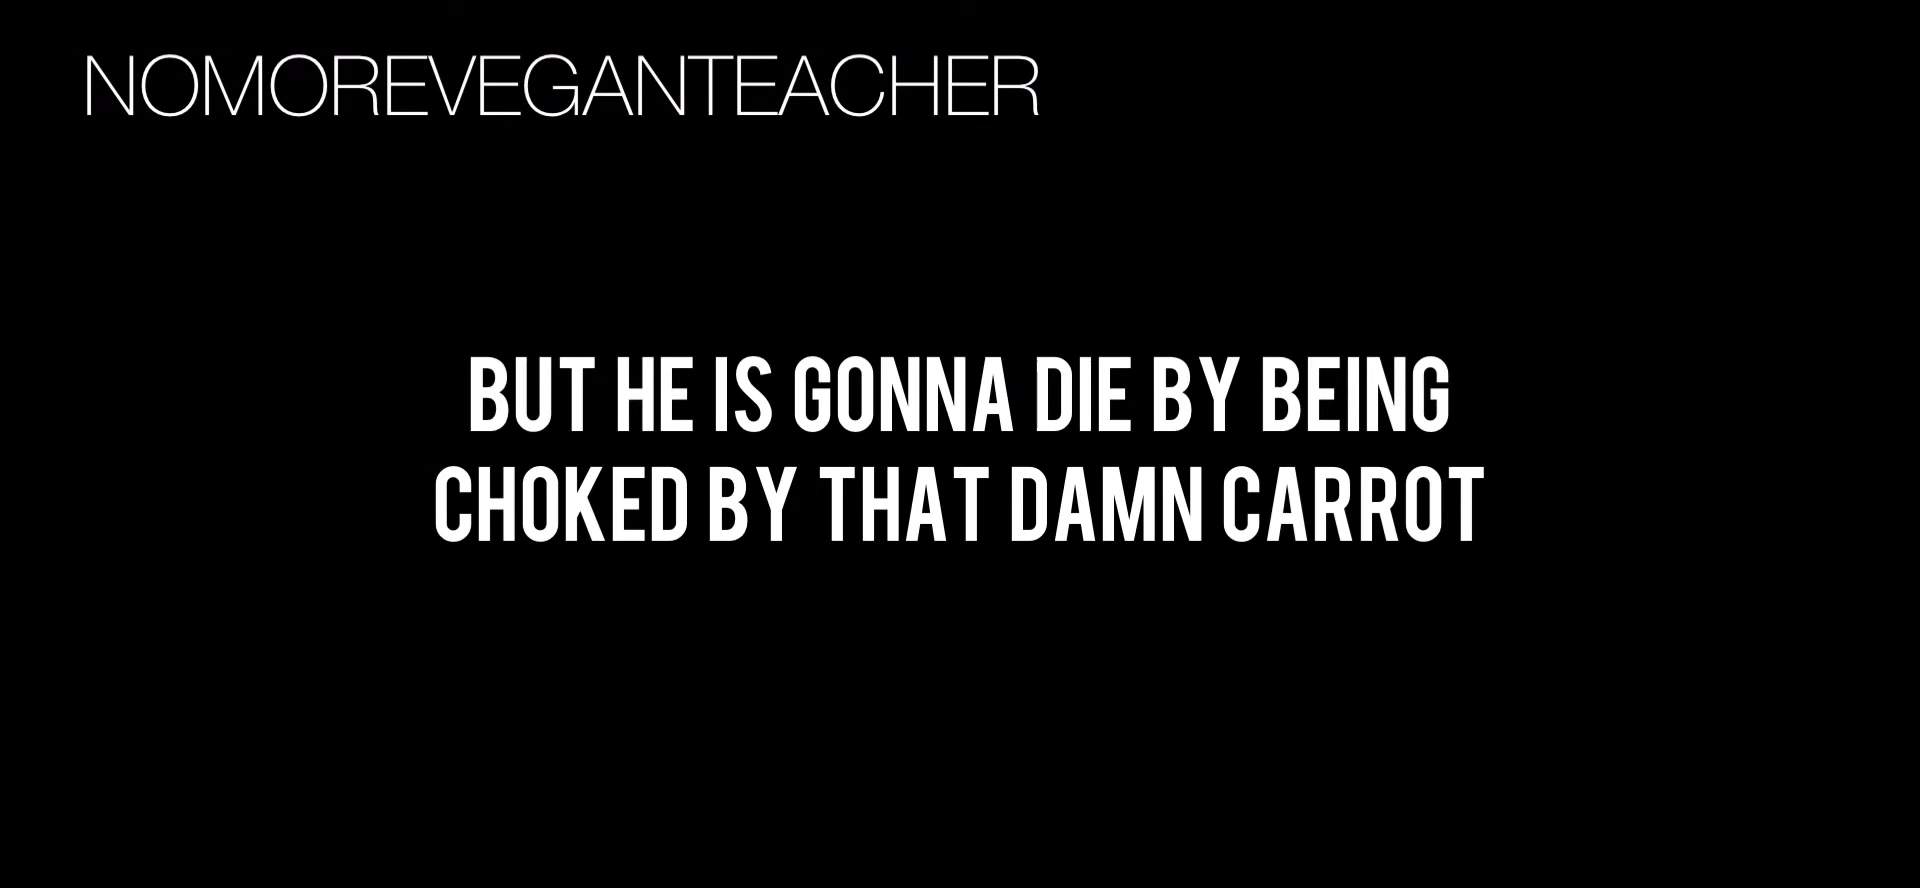 NOMOREVEGANTEACHER
BUT HE IS GONNA DIE BY BEING
CHOKED BY THAT DAMN CARROT